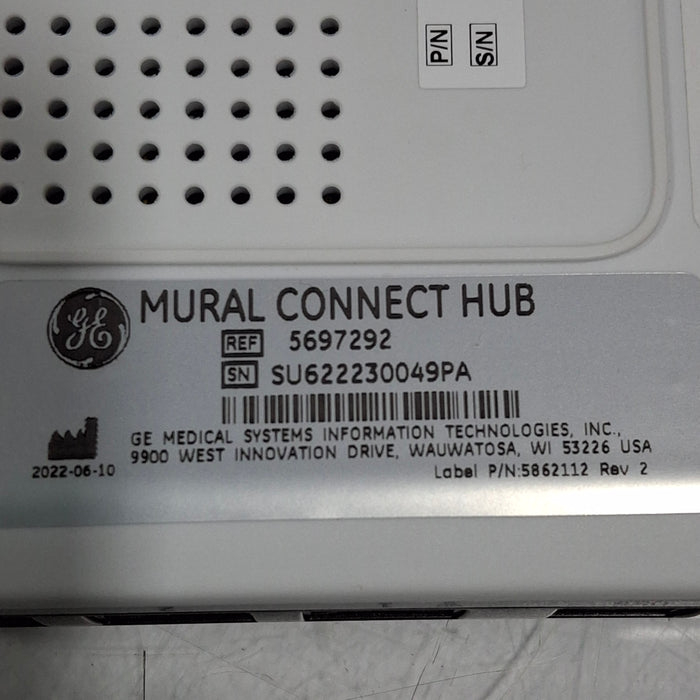 P/N
S/N
GE
MURAL CONNECT HUB
REF 5697292
SN SU622230049PA
GE MEDICAL SYSTEMS INFORMATION TECHNOLOGIES, INC.,
9900 WEST INNOVATION DRIVE, WAUWATOSA, WI 53226 USA
2022-06-10
Label P/N:5862112 Rev 2